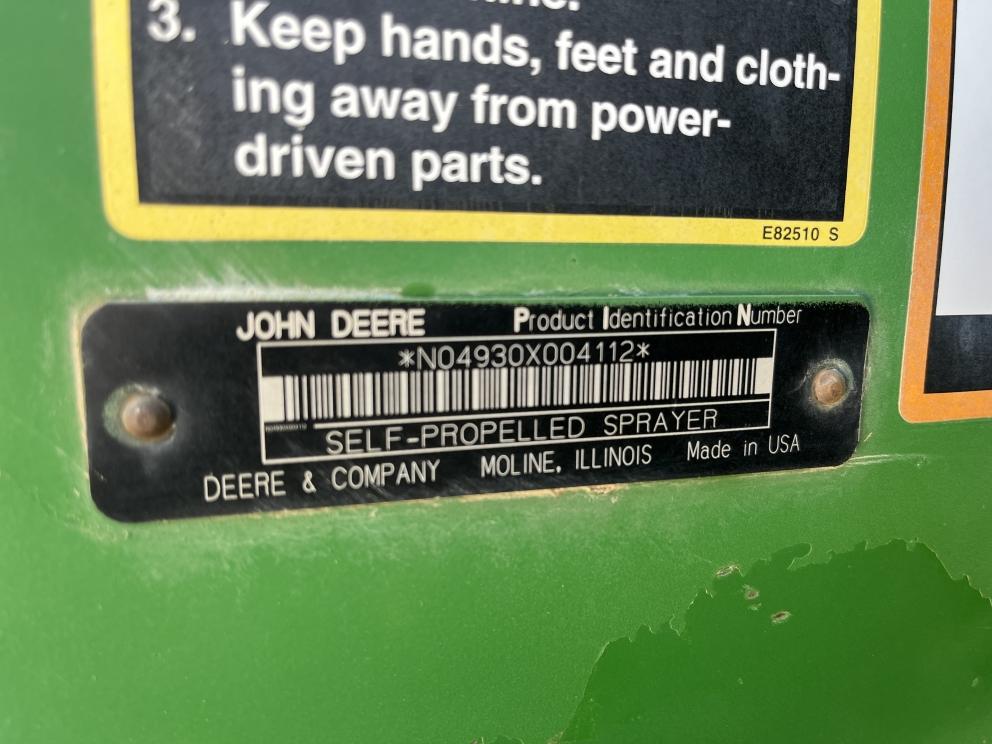 3. Keep hands, feet and cloth-
ing away from power-
driven parts.
E82510 S
JOHN DEERE Product Identification Number
*N04930X004112*
SELF-PROPELLED SPRAYER
DEERE & COMPANY MOLINE, ILLINOIS Made in USA